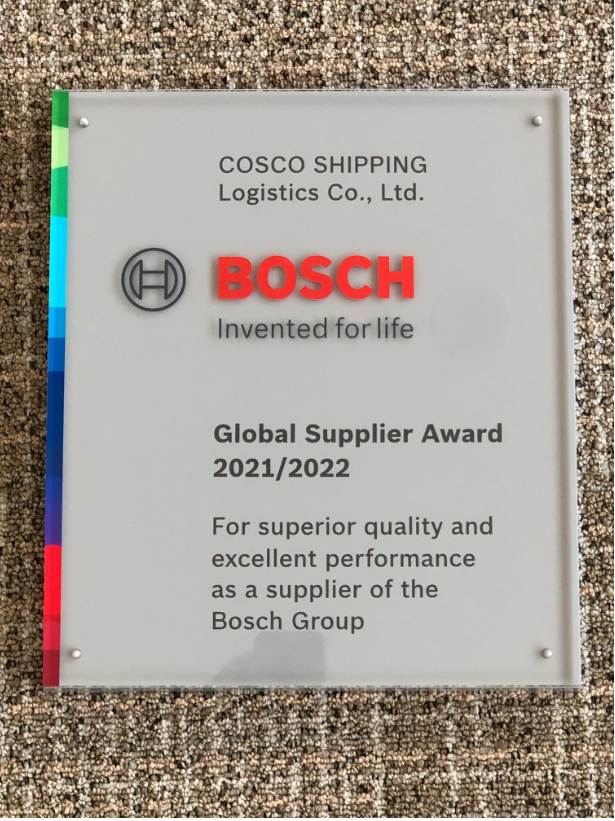 COSCO SHIPPING
Logistics Co., Ltd.
BOSCH
Invented for life
Global Supplier Award
2021/2022
For superior quality and
excellent performance
as a supplier of the
Bosch Group